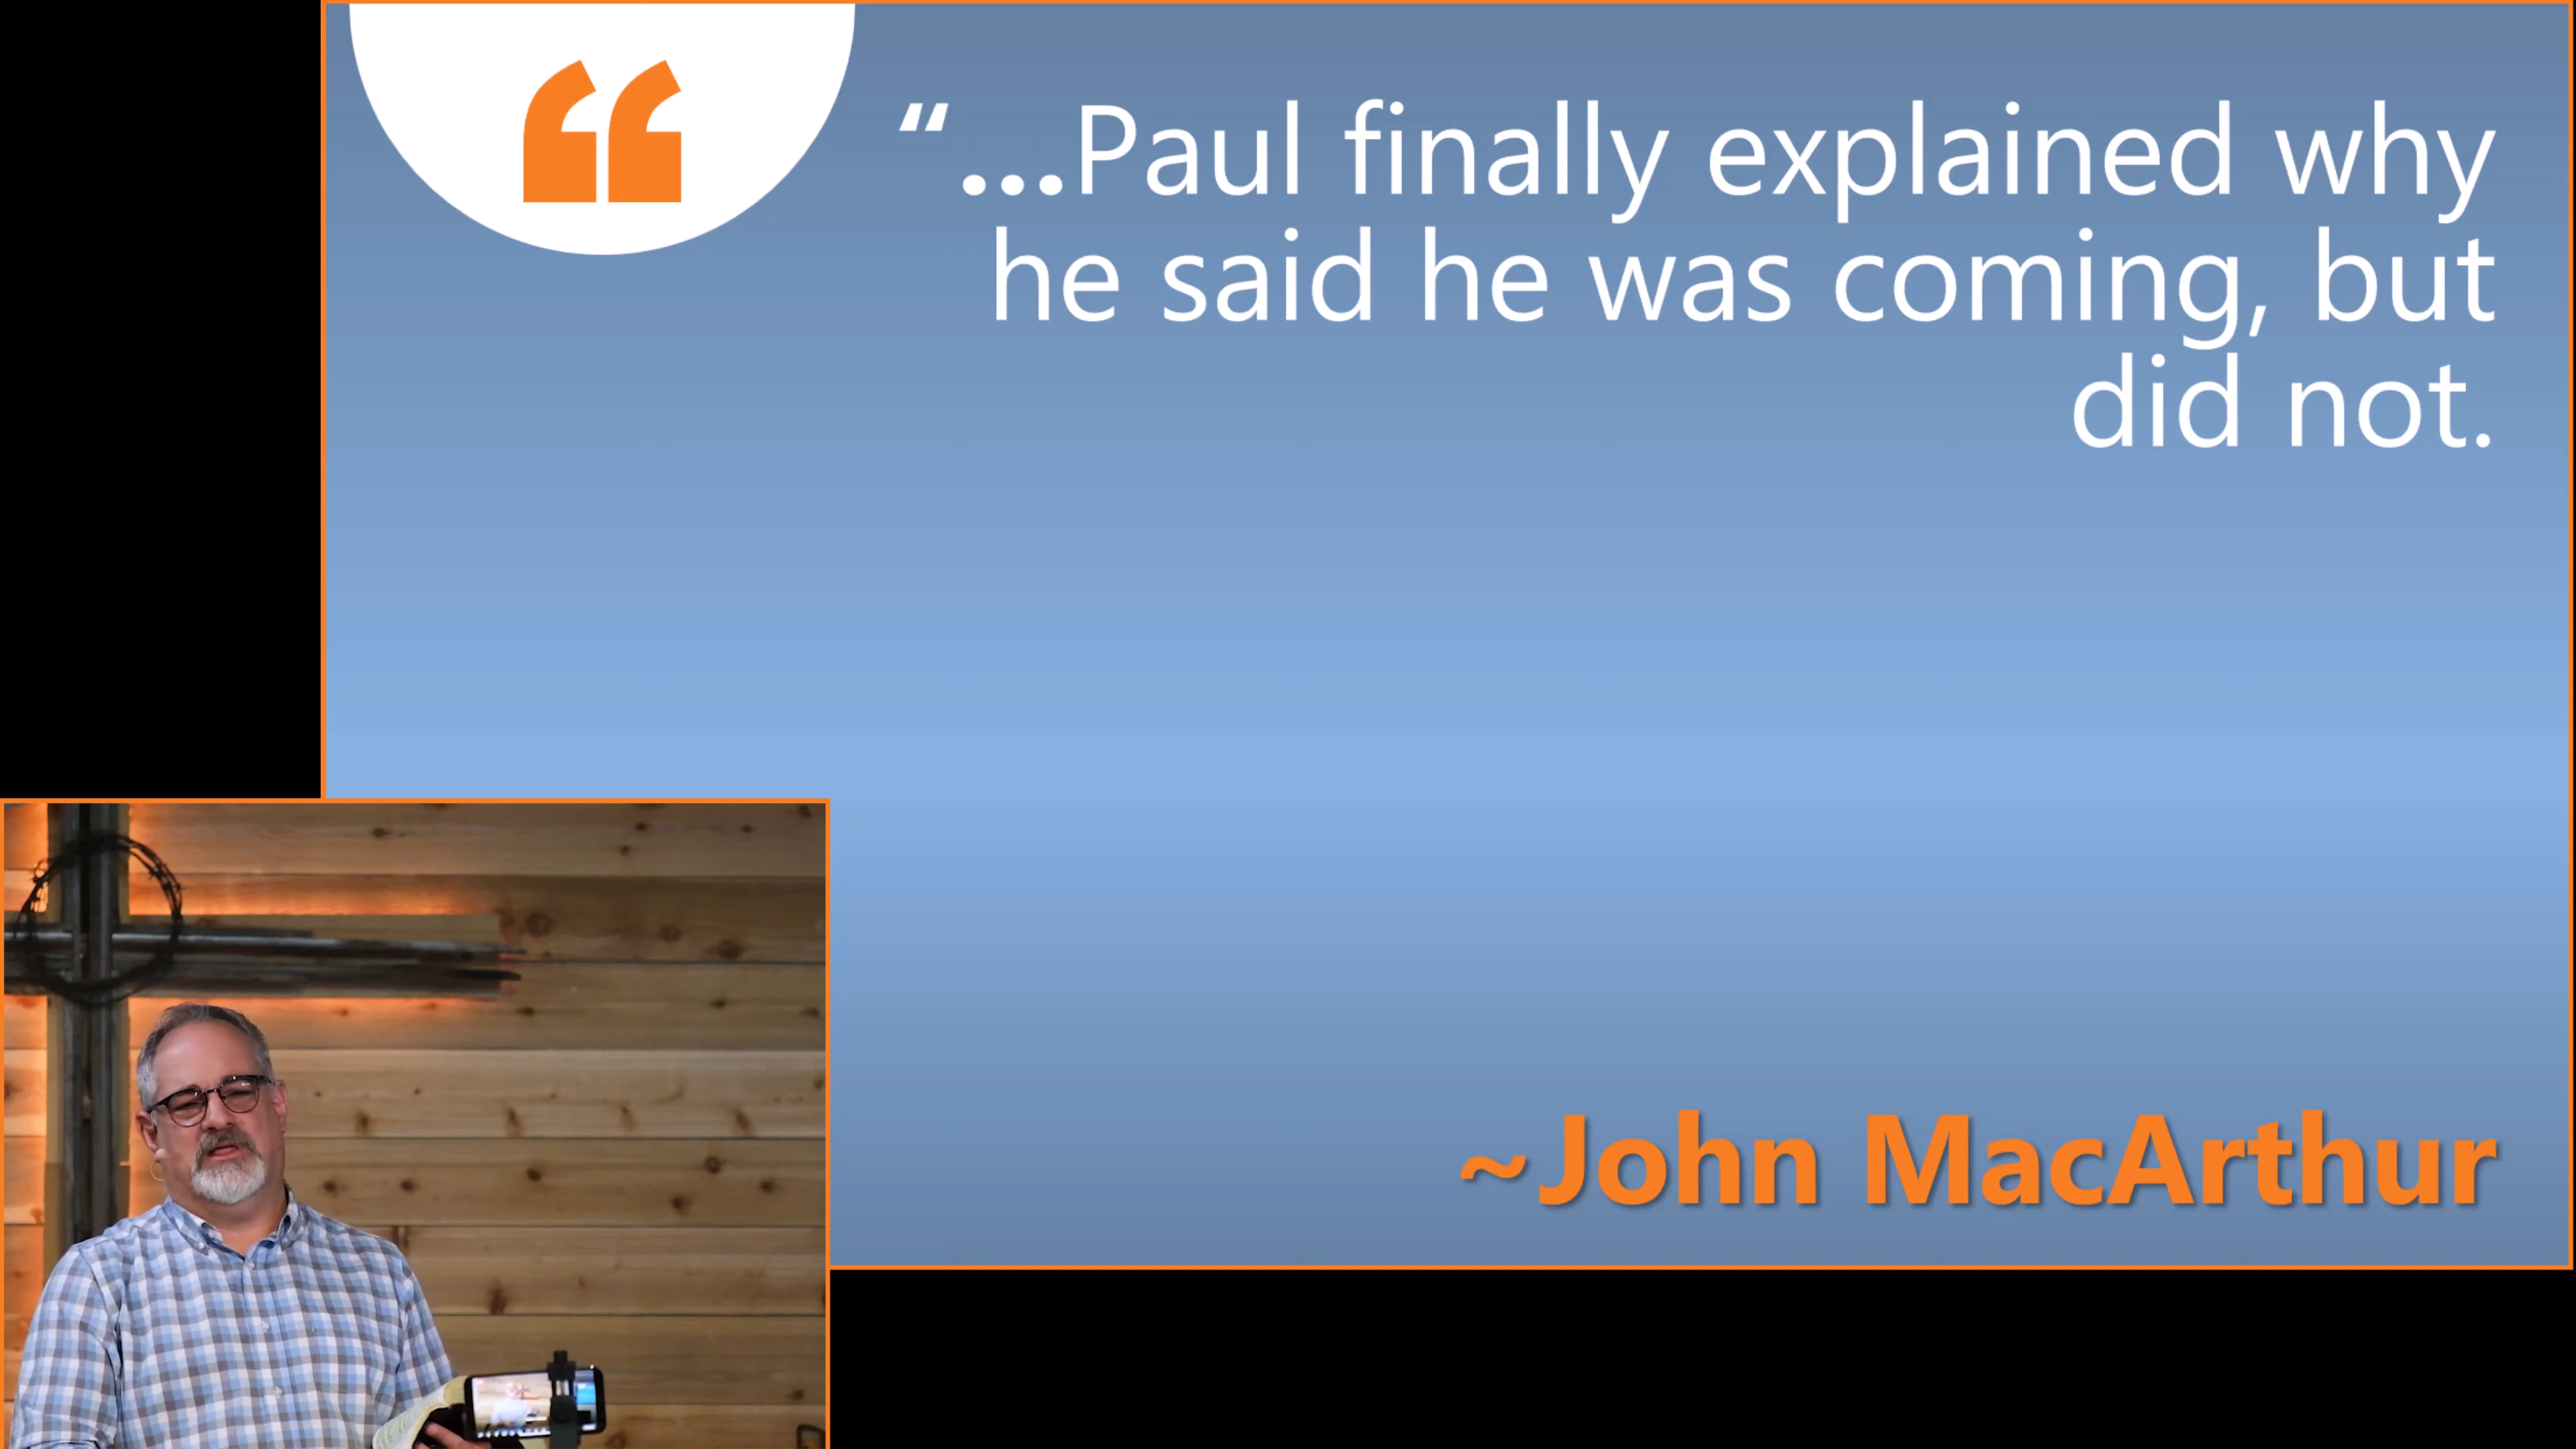 “...Paul finally explained why
he said he was coming, but
did not.
~John MacArthur